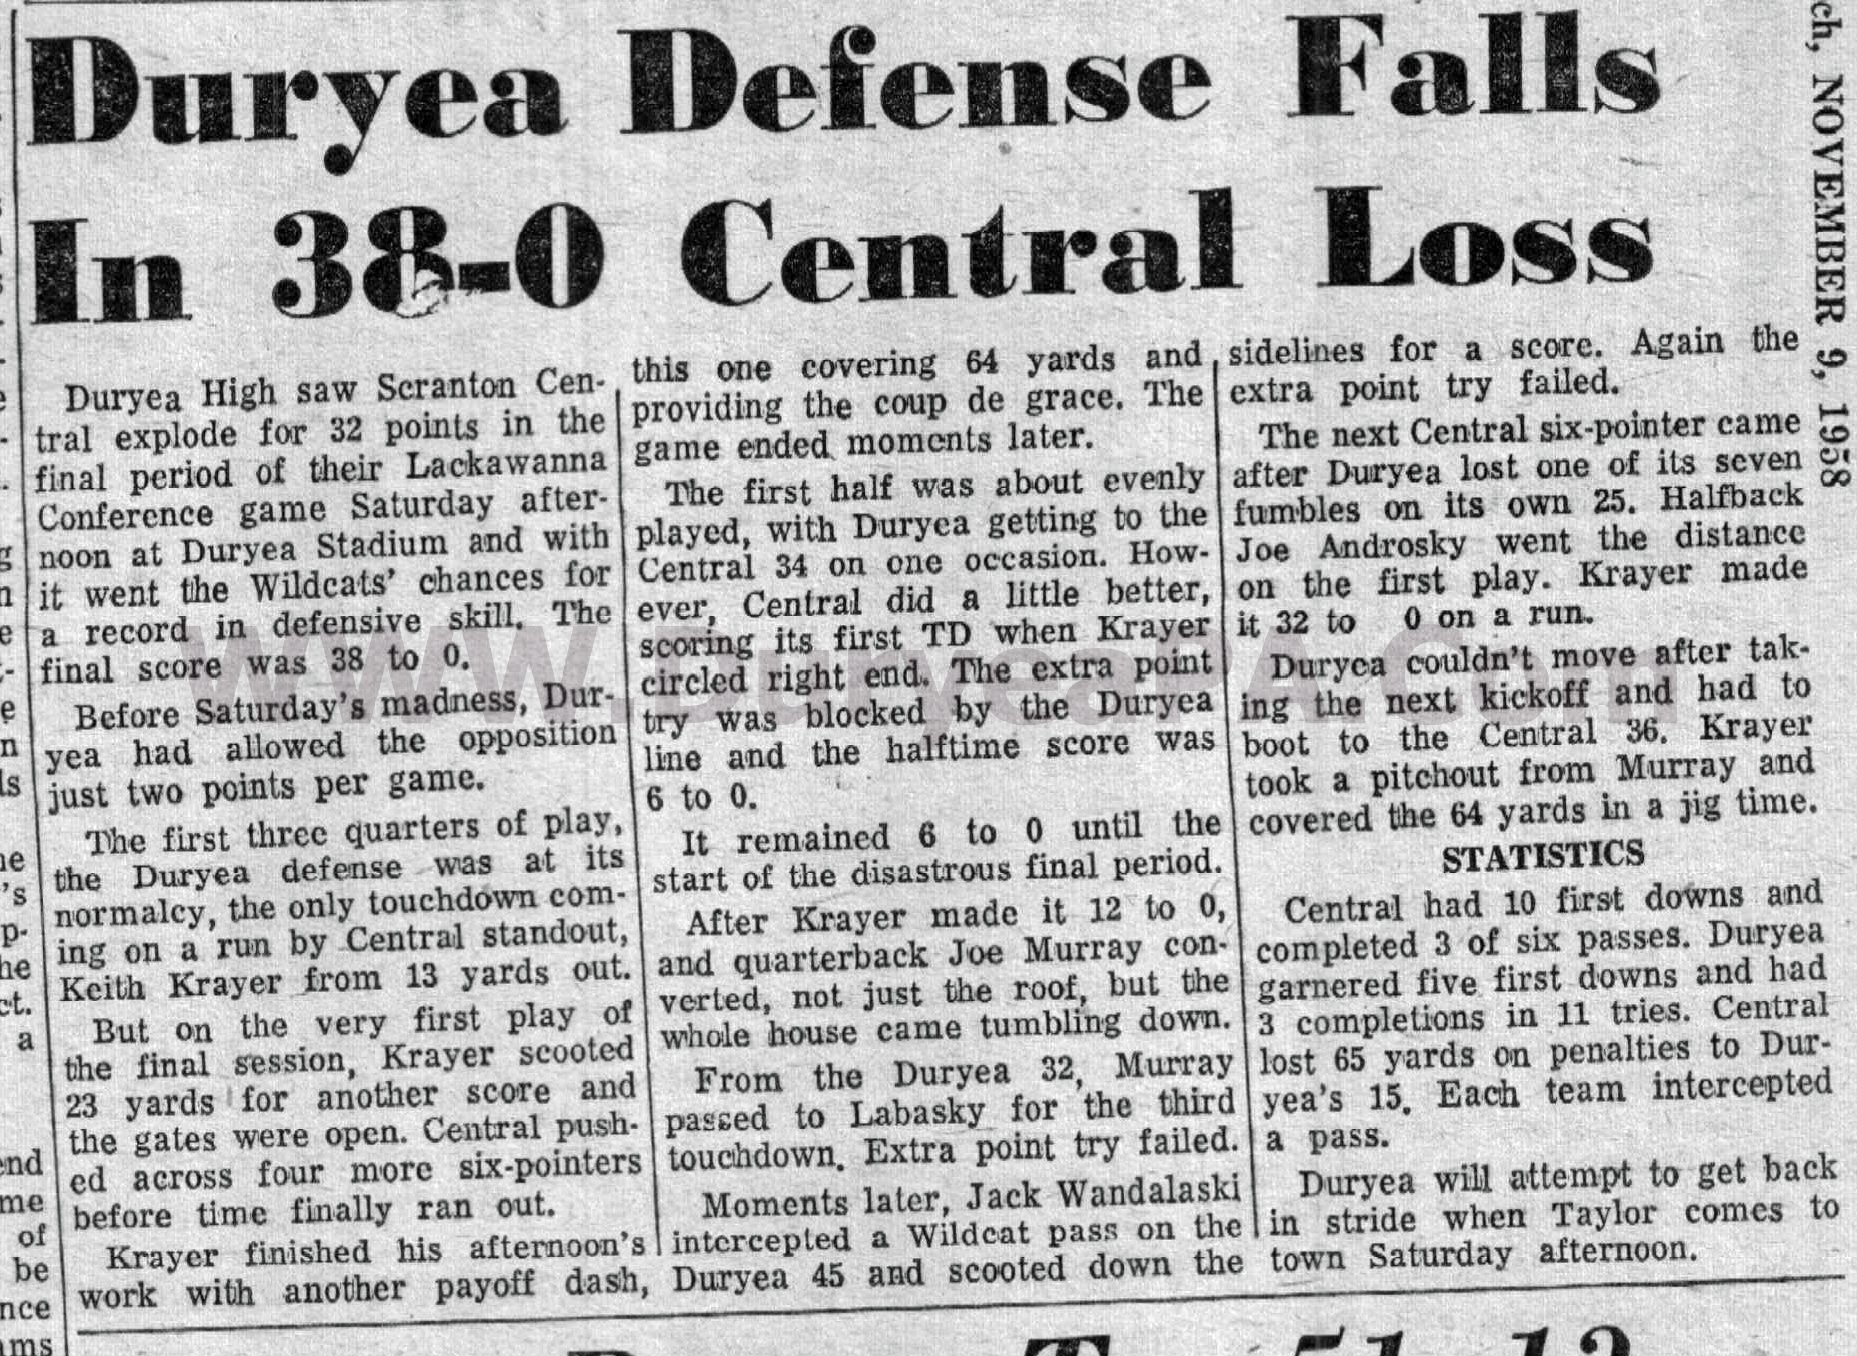 Duryea Defense Falls
In 38-0 Central Loss
Duryea High saw Scranton Cen-
tral explode for 32 points in the
final period of their Lackawanna
Conference game Saturday after-
noon at Duryea Stadium and with
it went the Wildcats' chances for
a record in defensive skill. The
final score was 38 to 0.
Before Saturday's madness, Dur-
yea had allowed the opposition
just two points per game.
The first three quarters of play,
the Duryea defense was at its
normalcy, the only touchdown com-
ing on a run by Central standout,
Keith Krayer from 13 yards out.
But on the very first play of
the final session, Krayer scooted
23 yards for another score and
the gates were open. Central push-
ed across four more six-pointers
before time finally ran out.
Krayer finished his afternoon's
work with another payoff dash,
this one covering 64 yards and
providing the coup de grace. The
game ended moments later.
The first half was about evenly
played, with Duryea getting to the
Central 34 on one occasion. How-
ever, Central did a little better,
scoring its first TD when Krayer
circled right end. The extra point
try was blocked by the Duryea
line and the halftime score was
6 to 0.
It remained 6 to 0 until the
start of the disastrous final period.
After Krayer made it 12 to 0,
and quarterback Joe Murray con-
verted, not just the roof, but the
whole house came tumbling down.
From the Duryea 32, Murray
passed to Labasky for the third
touchdown. Extra point try failed.
Moments later, Jack Wandalaski
intercepted a Wildcat pass on the
Duryea 45 and scooted down the
sidelines for a score. Again the
extra point try failed.
The next Central six-pointer came
after Duryea lost one of its seven
fumbles on its own 25. Halfback
Joe Androsky went the distance
on the first play. Krayer made
it 32 to 0 on a run.
Duryea couldn't move after tak-
ing the next kickoff and had to
boot to the Central 36. Krayer
took a pitchout from Murray and
covered the 64 yards in a jig time.
STATISTICS
Central had 10 first downs and
completed 3 of six passes. Duryea
garnered five first downs and had
3 completions in 11 tries. Central
lost 65 yards on penalties to Dur-
yea's 15. Each team intercepted
a pass.
Duryea will attempt to get back
in stride when Taylor comes to
town Saturday afternoon.
ch, NOVEMBER 9, 1958
www.DuryeaPA.com